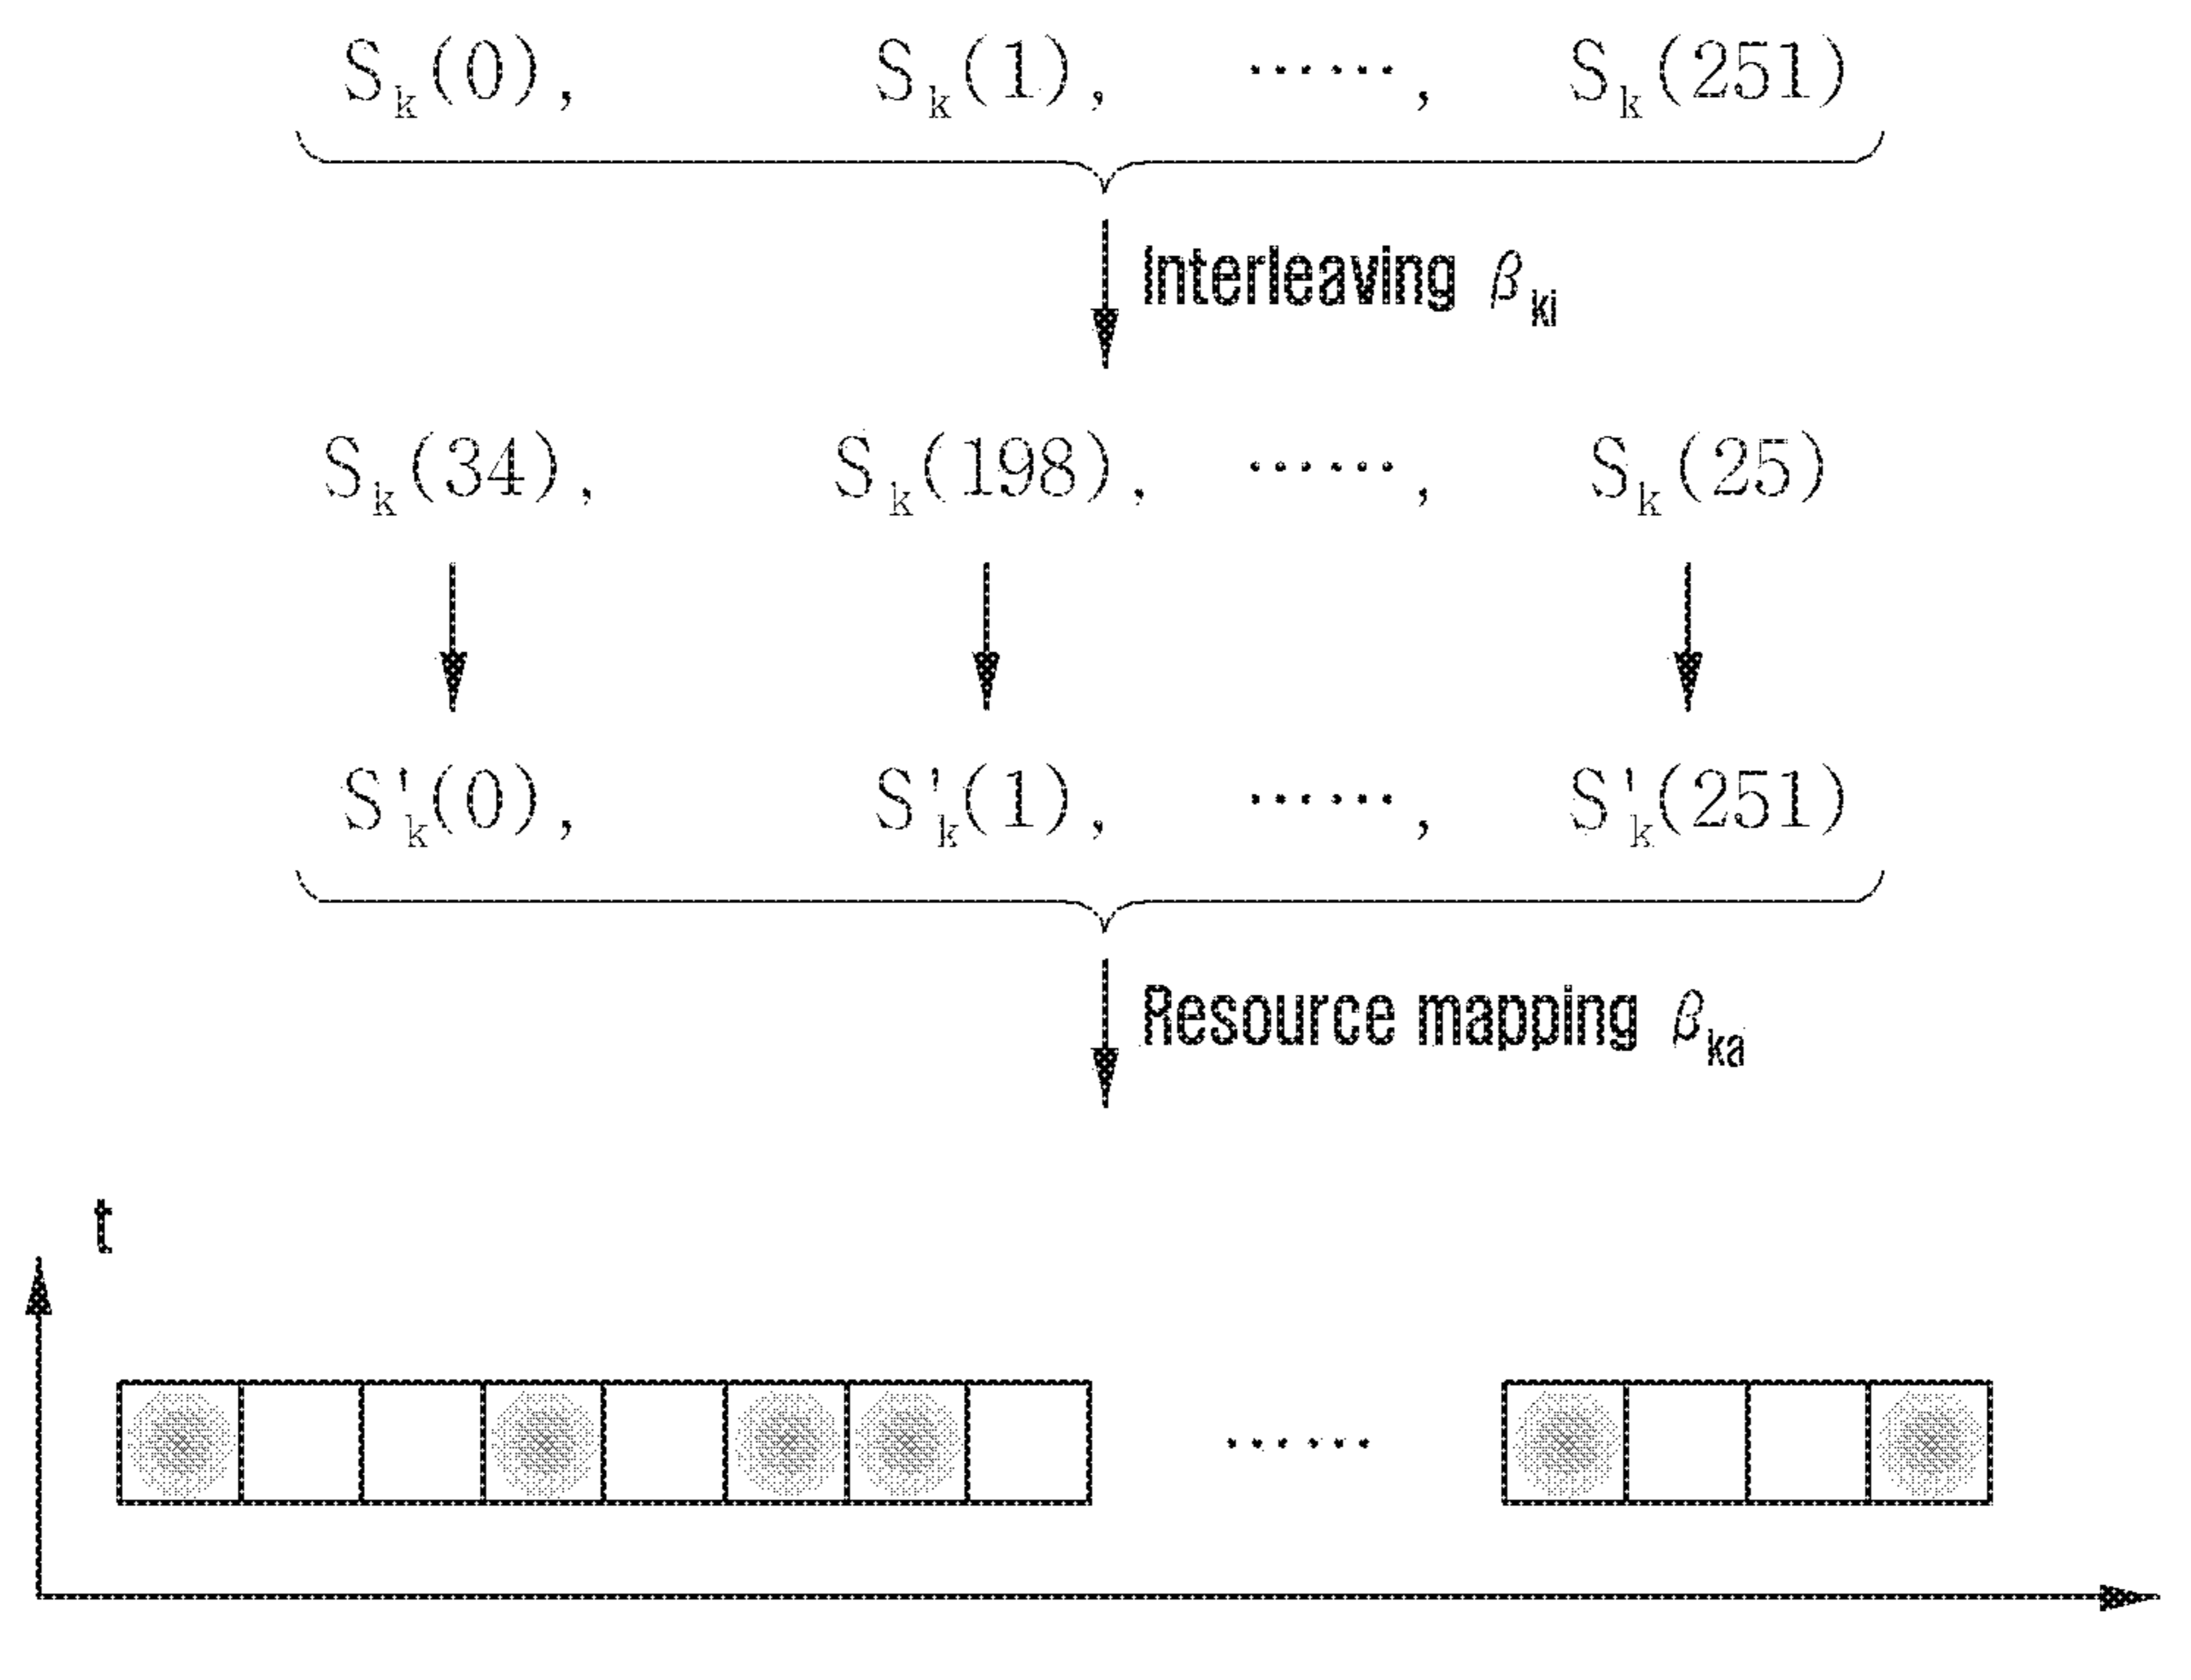 Sk(0), Sk(1), ······, Sk(251)
Interleaving βki
Sk(34), Sk(198), ······, Sk(25)
S'k(0), S'k(1), ······, S'k(251)
Resource mapping βka
t
······